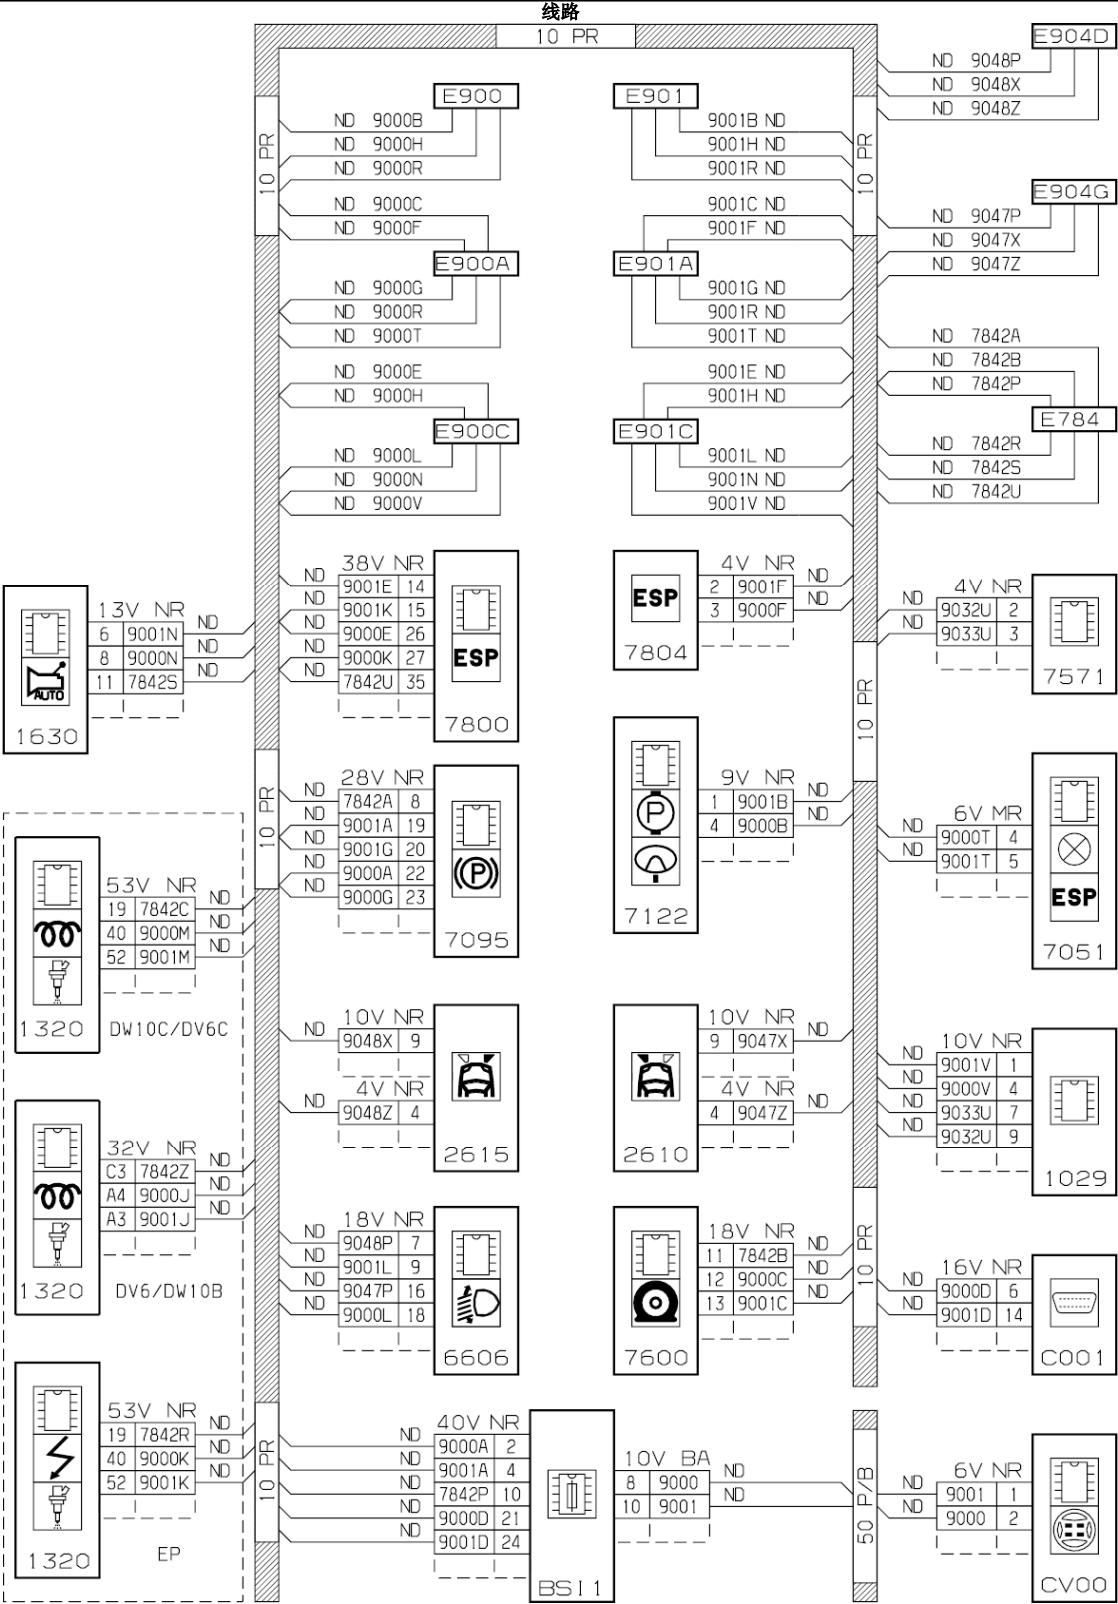 线路
10 PR
E904D
ND 9048P
ND 9048X
ND 9048Z
E900
ND 9000B
ND 9000H
ND 9000R
E901
9001B ND
9001H ND
9001R ND
10 PR
10 PR
ND 9000C
ND 9000F
E900A
ND 9000G
ND 9000R
ND 9000T
9001C ND
9001F ND
E901A
9001G ND
9001R ND
9001T ND
E904G
ND 9047P
ND 9047X
ND 9047Z
ND 9000E
ND 9000H
E900C
ND 9000L
ND 9000N
ND 9000V
9001E ND
9001H ND
E901C
9001L ND
9001N ND
9001V ND
ND 7842A
ND 7842B
ND 7842P
E784
ND 7842R
ND 7842S
ND 7842U
13V NR
6 9001N ND
8 9000N ND
11 7842S ND
AUTO
1630
38V NR
ND 9001E 14
ND 9001K 15
ND 9000E 26
ND 9000K 27
ND 7842U 35
ESP
7800
ESP
7804
4V NR
2 9001F ND
3 9000F ND
4V NR
ND 9032U 2
ND 9033U 3
7571
10 PR
10 PR
28V NR
ND 7842A 8
ND 9001A 19
ND 9001G 20
ND 9000A 22
ND 9000G 23
P
7095
P
7122
9V NR
1 9001B ND
4 9000B ND
6V MR
ND 9000T 4
ND 9001T 5
ESP
7051
53V NR
19 7842C ND
40 9000M ND
52 9001M ND
1320 DW10C/DV6C
10V NR
ND 9048X 9
4V NR
ND 9048Z 4
2615
10V NR
9 9047X ND
4V NR
4 9047Z ND
2610
10V NR
ND 9001V 1
ND 9000V 4
ND 9033U 7
ND 9032U 9
1029
32V NR
C3 7842Z ND
A4 9000J ND
A3 9001J ND
1320 DV6/DW10B
18V NR
ND 9048P 7
ND 9001L 9
ND 9047P 16
ND 9000L 18
6606
18V NR
11 7842B ND
12 9000C ND
13 9001C ND
7600
10 PR
16V NR
ND 9000D 6
ND 9001D 14
C001
53V NR
19 7842R ND
40 9000K ND
52 9001K ND
1320 EP
10 PR
40V NR
ND 9000A 2
ND 9001A 4
ND 7842P 10
ND 9000D 21
ND 9001D 24
BSI1
10V BA
8 9000 ND
10 9001 ND
50 P/B
6V NR
ND 9001 1
ND 9000 2
CV00